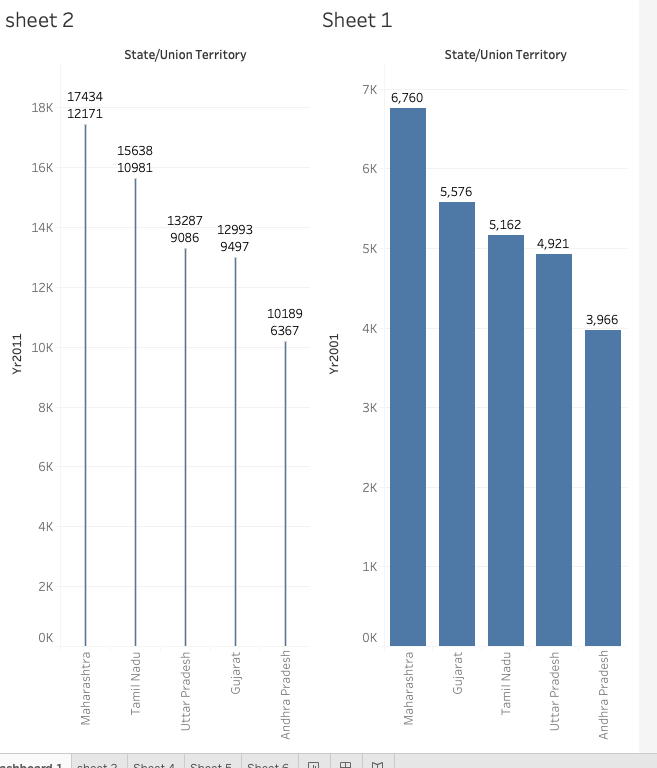 sheet 2
State/Union Territory
Yr2011
18K
16K
14K
12K
10K
8K
6K
4K
2K
0K
17434
12171
15638
10981
13287
9086
12993
9497
10189
6367
Maharashtra
Tamil Nadu
Uttar Pradesh
Gujarat
Andhra Pradesh
Sheet 1
State/Union Territory
Yr2001
7K
6K
5K
4K
3K
2K
1K
0K
6,760
5,576
5,162
4,921
3,966
Maharashtra
Gujarat
Tamil Nadu
Uttar Pradesh
Andhra Pradesh
Sheet 4
Sheet 5
Sheet 6